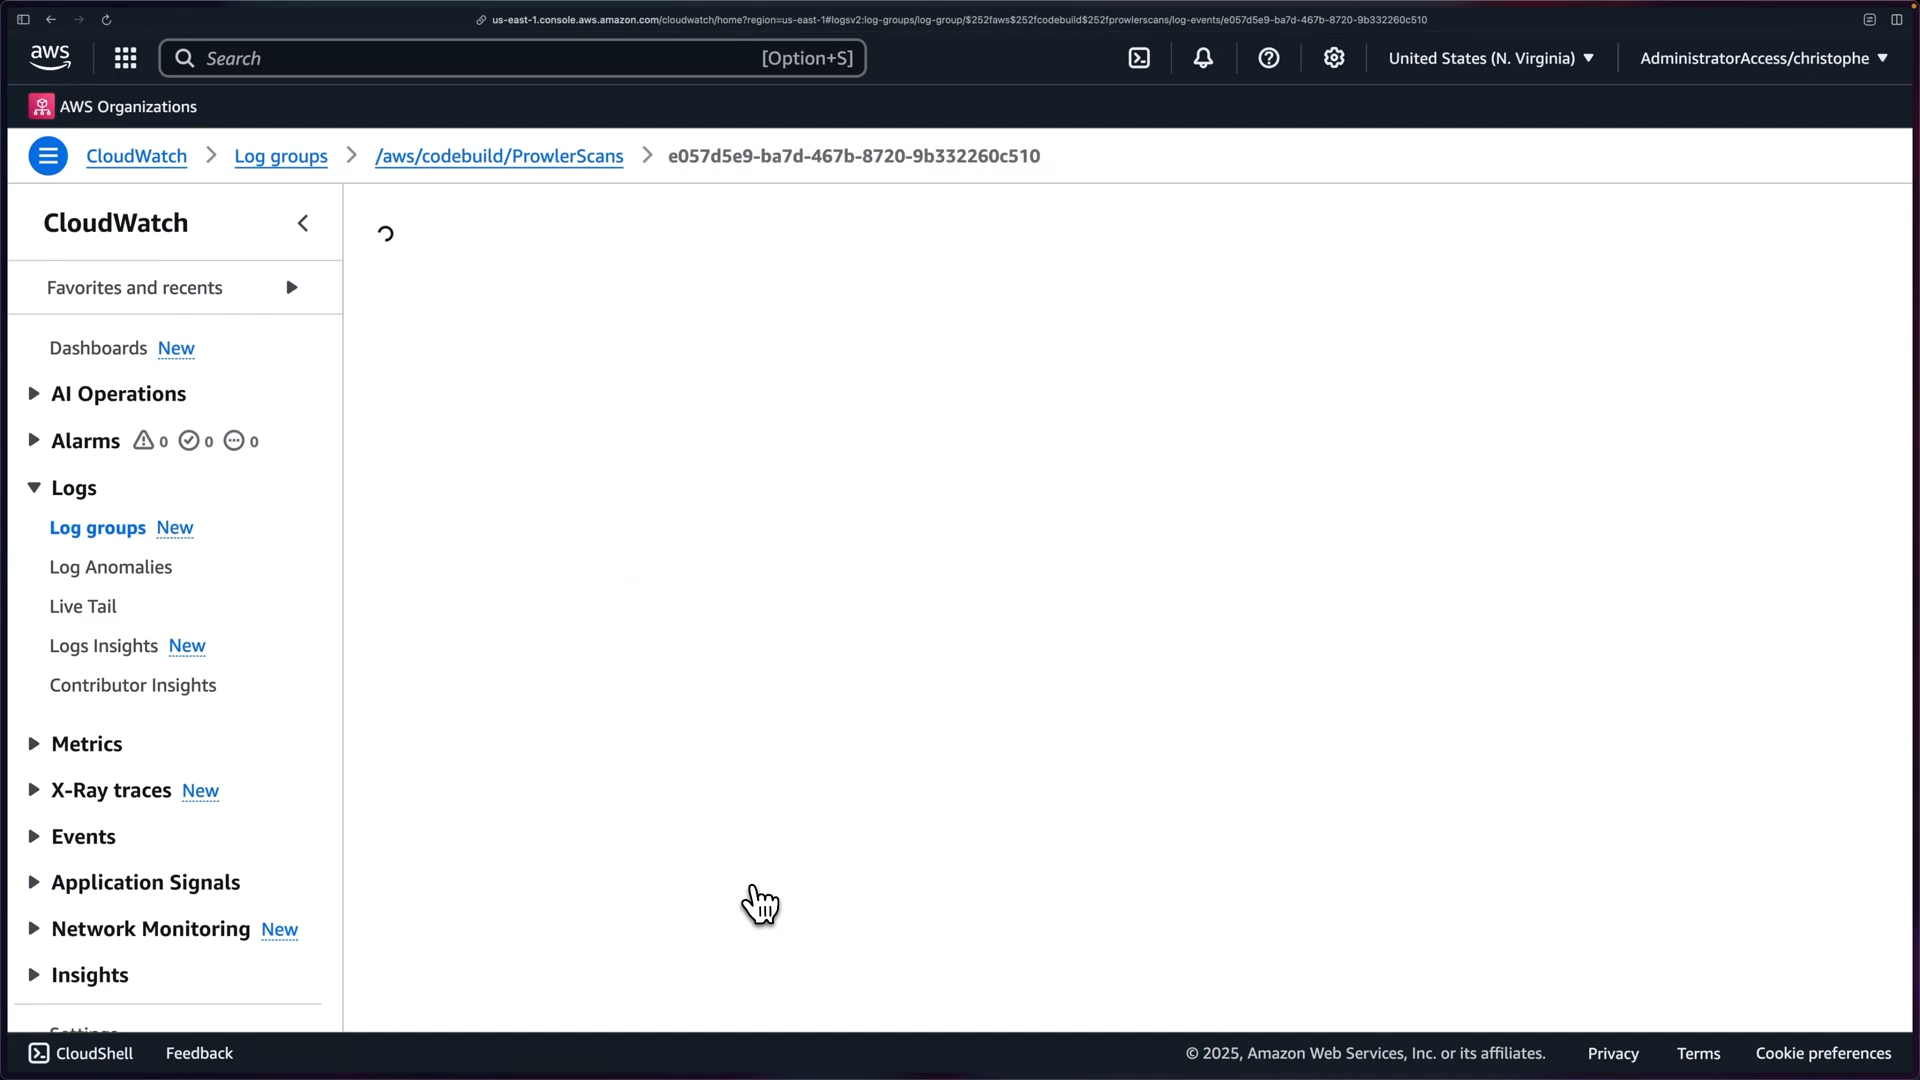 us-east-1.console.aws.amazon.com/cloudwatch/home?region=us-east-1#logsv2:log-groups/log-group/$252faws$252fcodebuild$252fprowlerscans/log-events/e057d5e9-ba7d-467b-8720-9b332260c510
aws
Search [Option+S]
United States (N. Virginia)
AdministratorAccess/christophe
AWS Organizations
CloudWatch
Log groups
/aws/codebuild/ProwlerScans
e057d5e9-ba7d-467b-8720-9b332260c510
CloudWatch
Favorites and recents
Dashboards New
AI Operations
Alarms 0 0 0
Logs
Log groups New
Log Anomalies
Live Tail
Logs Insights New
Contributor Insights
Metrics
X-Ray traces New
Events
Application Signals
Network Monitoring New
Insights
Settings
CloudShell
Feedback
© 2025, Amazon Web Services, Inc. or its affiliates.
Privacy
Terms
Cookie preferences